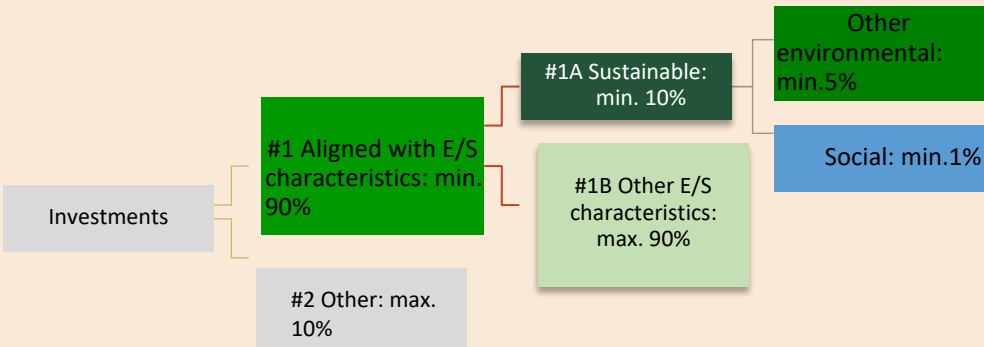 Investments
#1 Aligned with E/S
characteristics: min.
90%
#2 Other: max.
10%
#1A Sustainable:
min. 10%
#1B Other E/S
characteristics:
max. 90%
Other
environmental:
min.5%
Social: min.1%